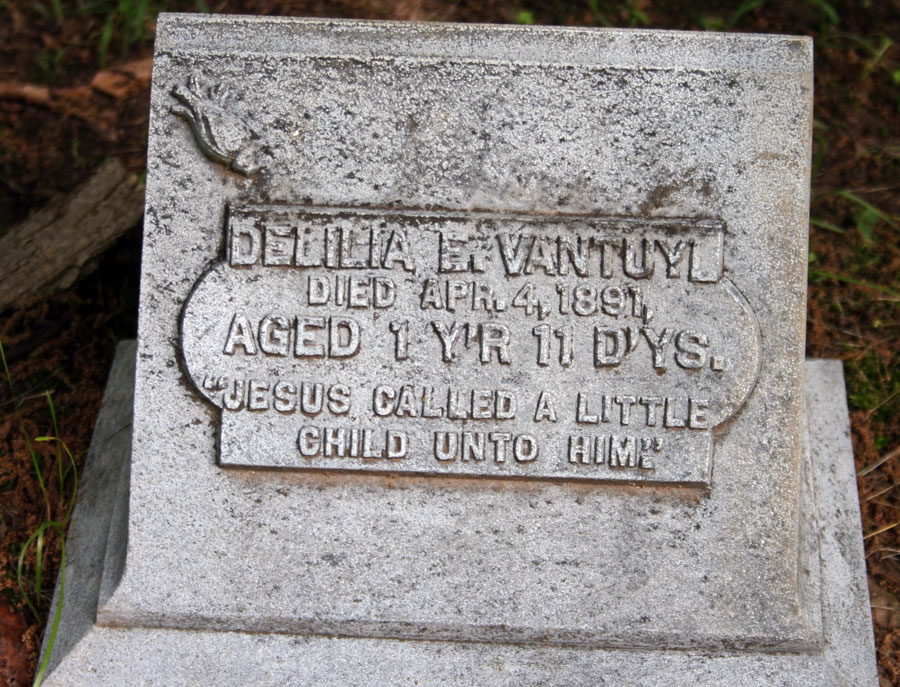 DELILIA, E. VANTUYL
DIED APR. 4, 1891,
AGED 1 Y'R 11 D'YS.
"JESUS CALLED A LITTLE
CHILD UNTO HIM"